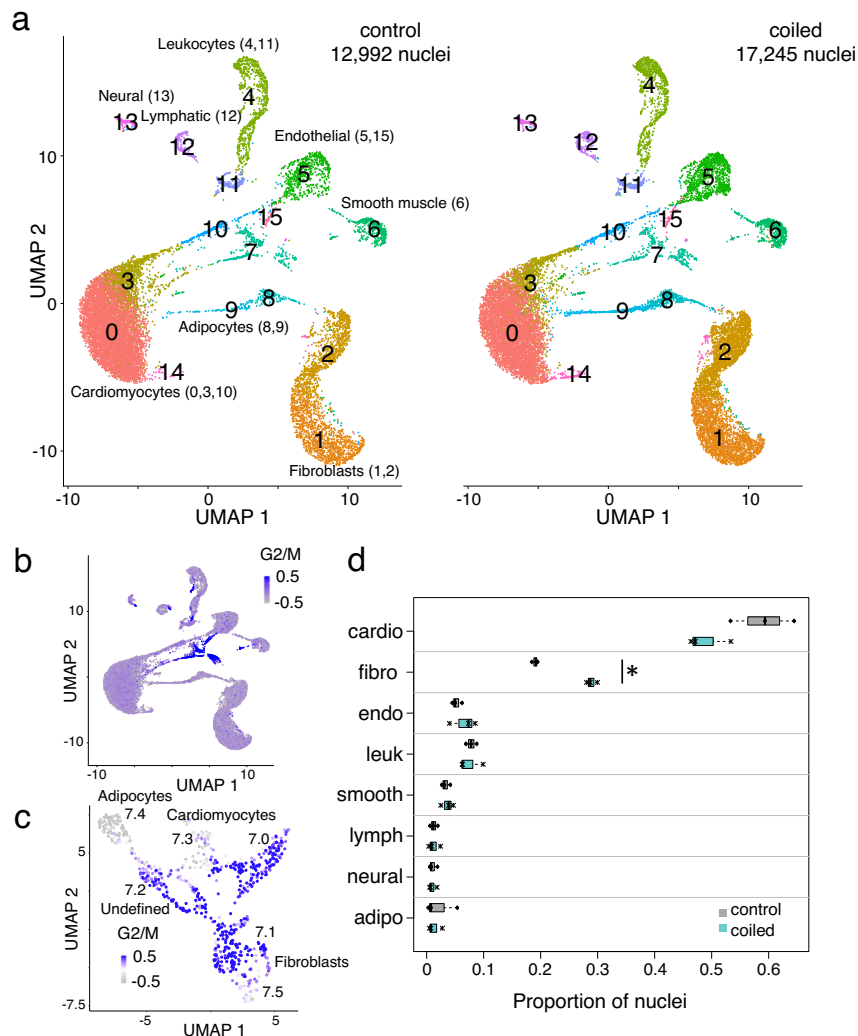 a
control
12,992 nuclei
coiled
17,245 nuclei
Leukocytes (4,11)
Neural (13)
Lymphatic (12)
Endothelial (5,15)
Smooth muscle (6)
Adipocytes (8,9)
Cardiomyocytes (0,3,10)
Fibroblasts (1,2)
4
13
12
11
5
15
6
10
7
3
8
9
0
2
14
1
4
13
12
11
5
15
6
10
7
3
8
9
0
2
14
1
UMAP 2
10
0
-10
-10
0
10
UMAP 1
-10
0
10
UMAP 1
b
G2/M
0.5
-0.5
UMAP 2
10
0
-10
-10
0
10
UMAP 1
c
Adipocytes
7.4
Cardiomyocytes
7.3
7.0
7.2
Undefined
7.1
Fibroblasts
7.5
G2/M
0.5
-0.5
UMAP 2
5
-7.5
-5
5
UMAP 1
d
cardio
fibro
*
endo
leuk
smooth
lymph
neural
adipo
control
coiled
0
0.1
0.2
0.3
0.4
0.5
0.6
Proportion of nuclei